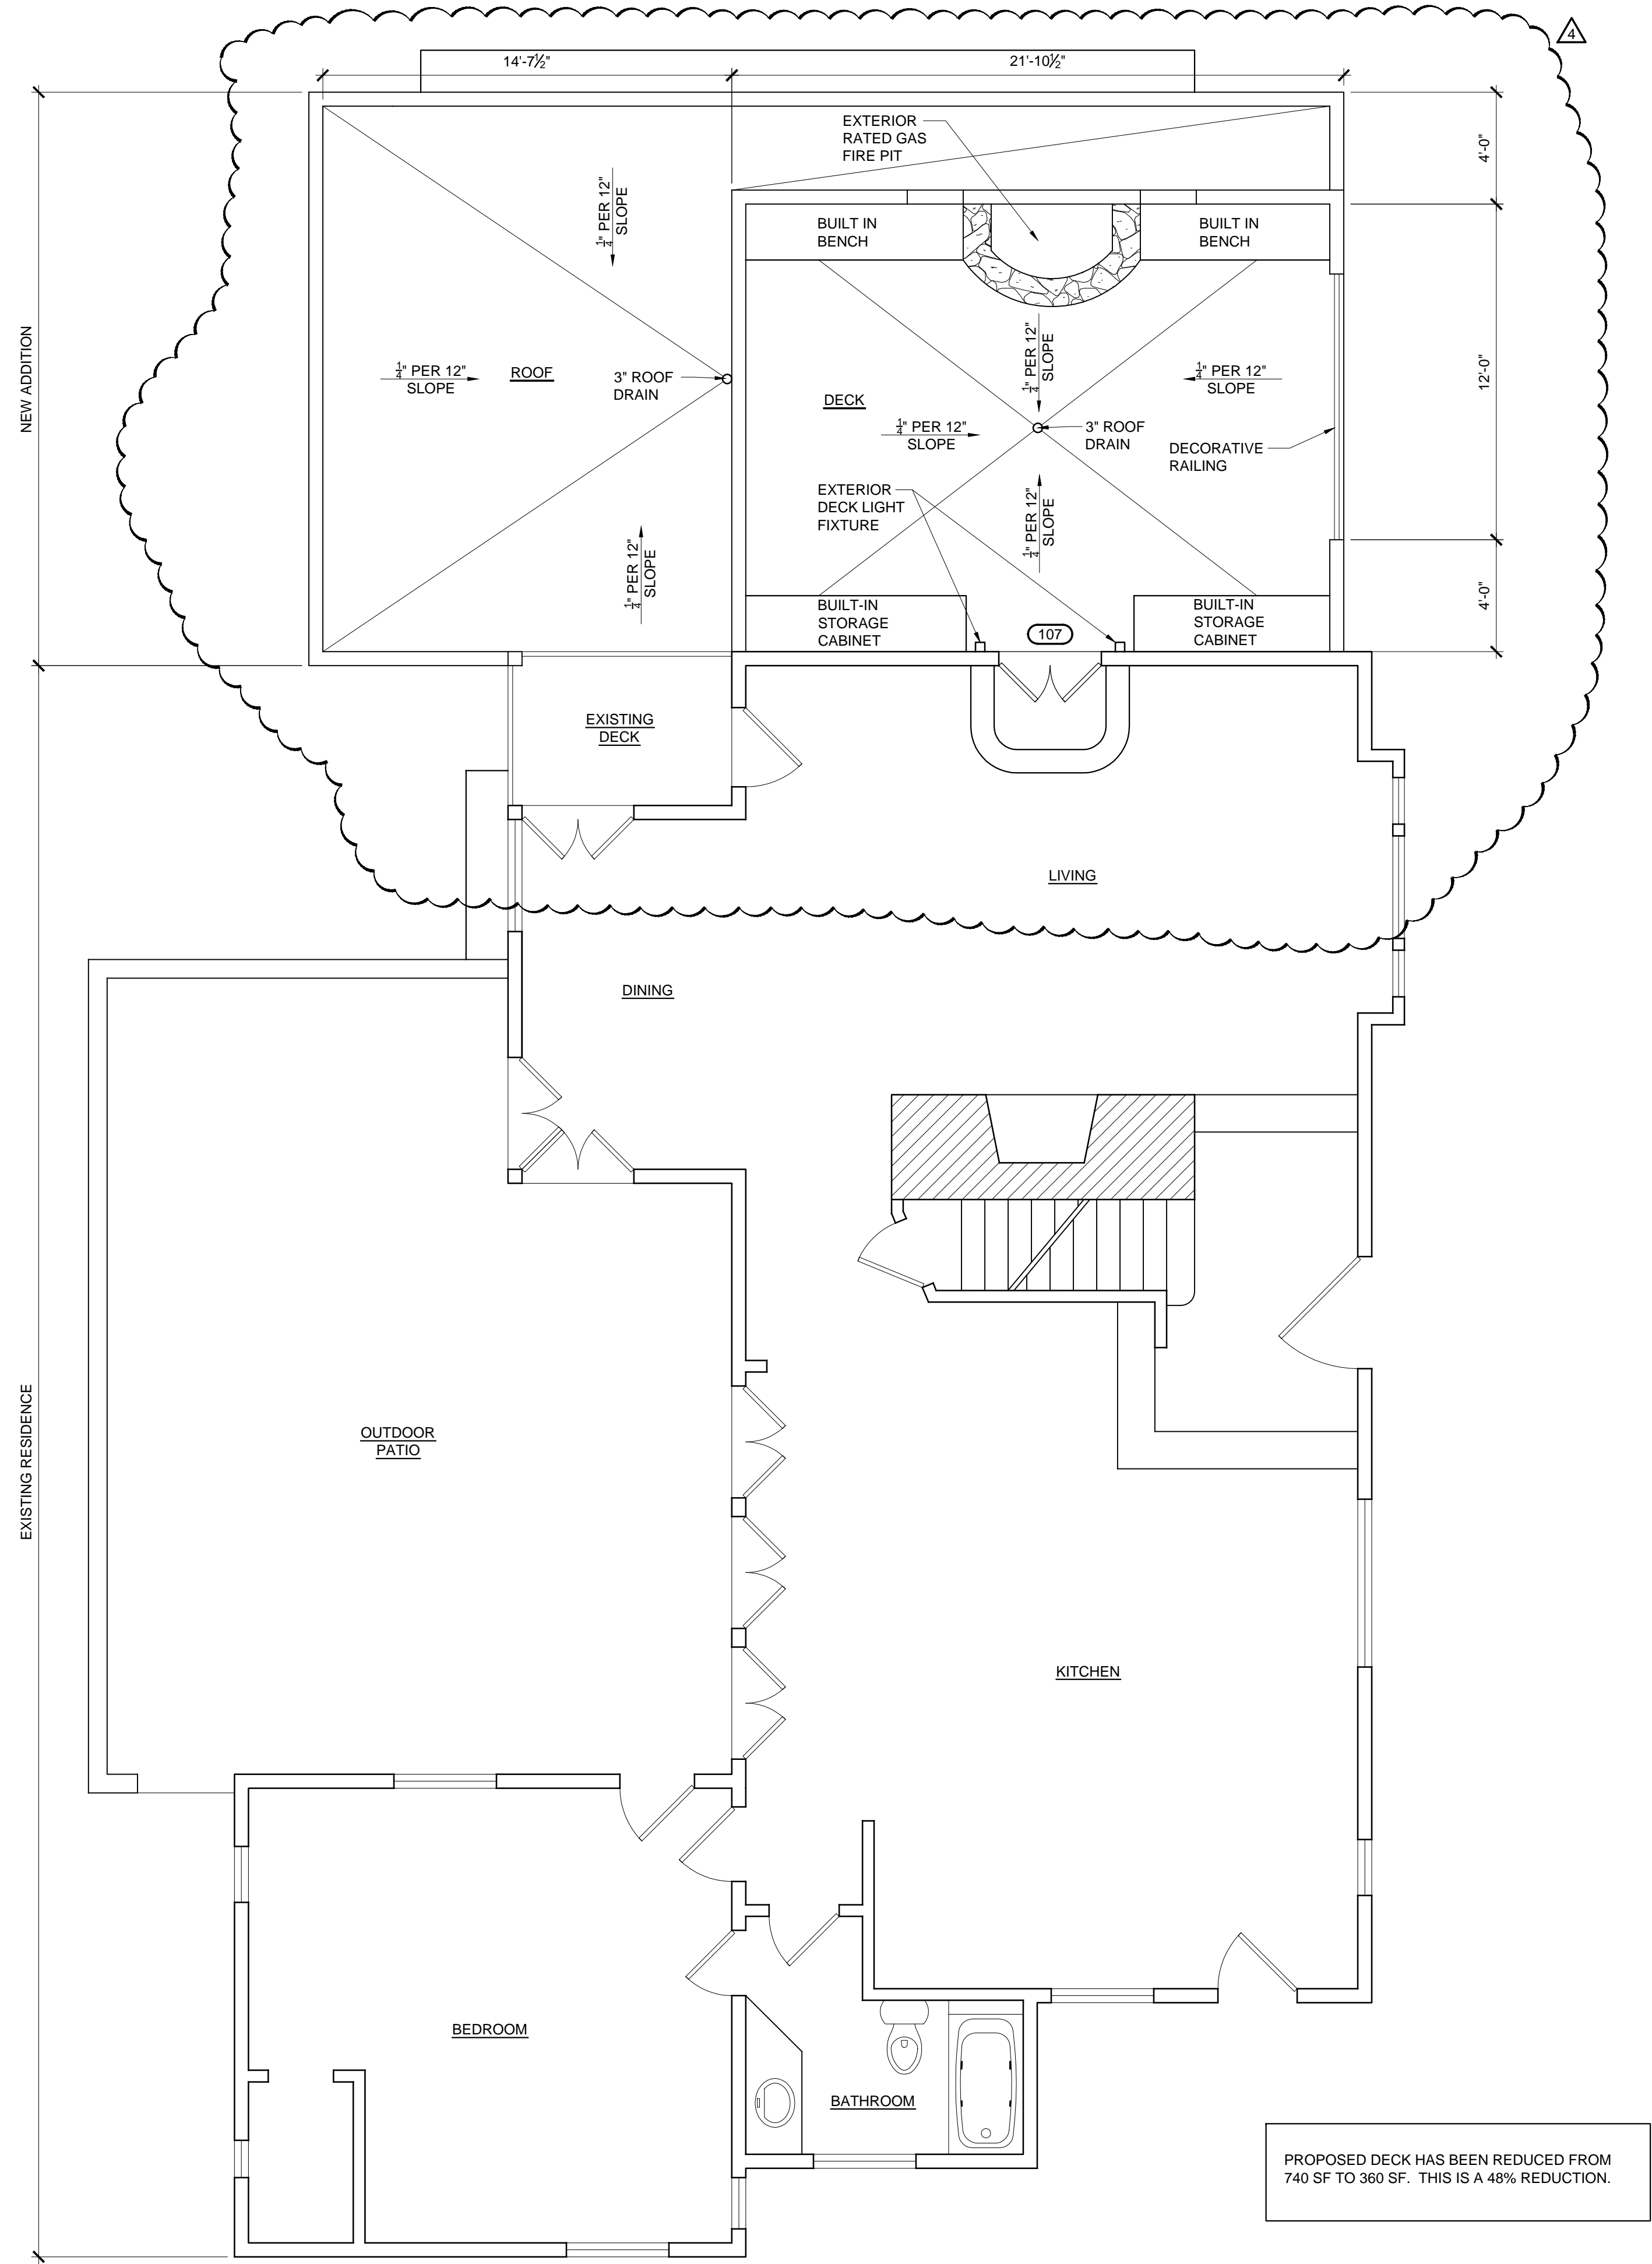 4
14'-7½"
21'-10½"
EXTERIOR
RATED GAS
FIRE PIT
4'-0"
¼" PER 12"
SLOPE
BUILT IN
BENCH
BUILT IN
BENCH
NEW ADDITION
¼" PER 12"
SLOPE
ROOF
3" ROOF
DRAIN
¼" PER 12"
SLOPE
¼" PER 12"
SLOPE
12'-0"
DECK
¼" PER 12"
SLOPE
3" ROOF
DRAIN
DECORATIVE
RAILING
EXTERIOR
DECK LIGHT
FIXTURE
¼" PER 12"
SLOPE
¼" PER 12"
SLOPE
4'-0"
BUILT-IN
STORAGE
CABINET
107
BUILT-IN
STORAGE
CABINET
EXISTING
DECK
LIVING
DINING
EXISTING RESIDENCE
OUTDOOR
PATIO
KITCHEN
BEDROOM
BATHROOM
PROPOSED DECK HAS BEEN REDUCED FROM
740 SF TO 360 SF. THIS IS A 48% REDUCTION.